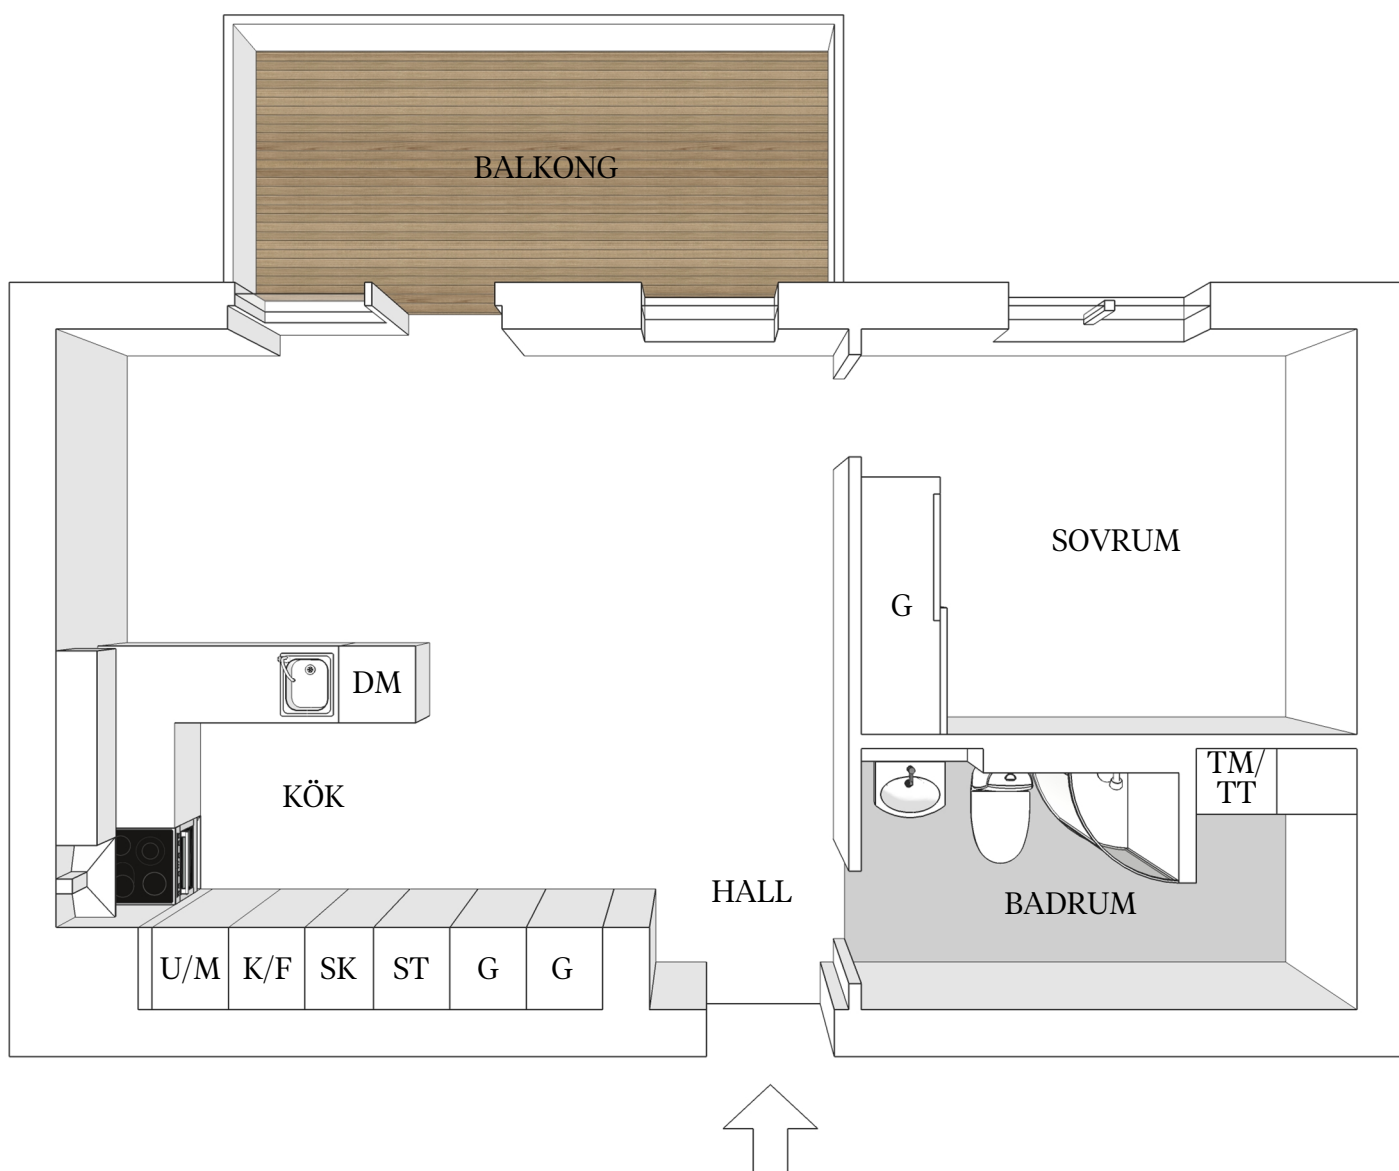 BALKONG
SOVRUM
G
DM
KÖK
TM/
TT
HALL
BADRUM
U/M K/F SK ST G G